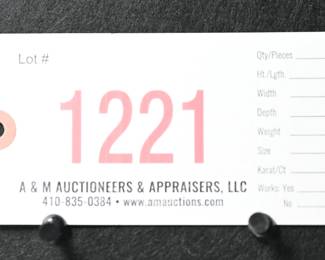 Lot #
1221
A & M AUCTIONEERS & APPRAISERS, LLC
410-835-0384 • www.amauctions.com
Qty/Pieces
Ht./Lgth
Width
Depth
Weight
Size
Karat/Ct
Works: Yes
No